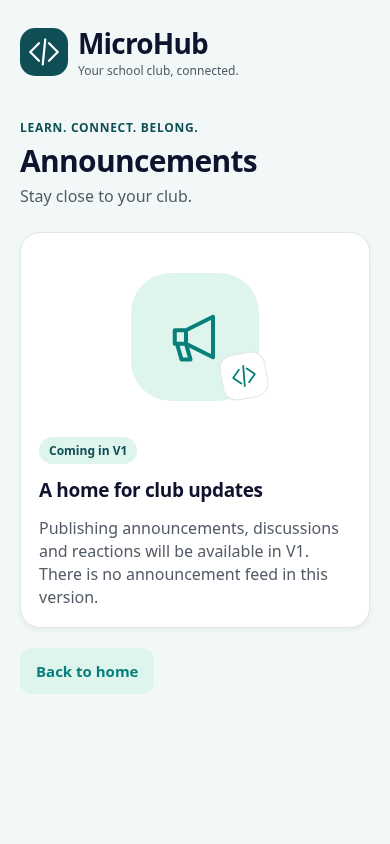 MicroHub
Your school club, connected.
LEARN. CONNECT. BELONG.
Announcements
Stay close to your club.
Coming in V1
A home for club updates
Publishing announcements, discussions
and reactions will be available in V1.
There is no announcement feed in this
version.
Back to home